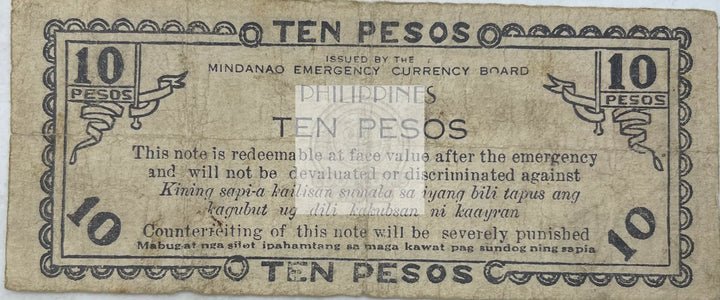 TEN PESOS
10 PESOS
10 PESOS
ISSUED BY THE
MINDANAO EMERGENCY CURRENCY BOARD
PHILIPPINES
TEN PESOS
This note is redeemable at face value after the emergency
and will not be devaluated or discriminated against
Kining sapi-a kailisan sumala sa iyang bili tapus ang
kagubut ug dili kakubsan ni kaayran
10
10
Counterfeiting of this note will be severely punished
Mabug-at nga silot ipahamtang sa maga kawat pag sundog ning sapia
TEN PESOS